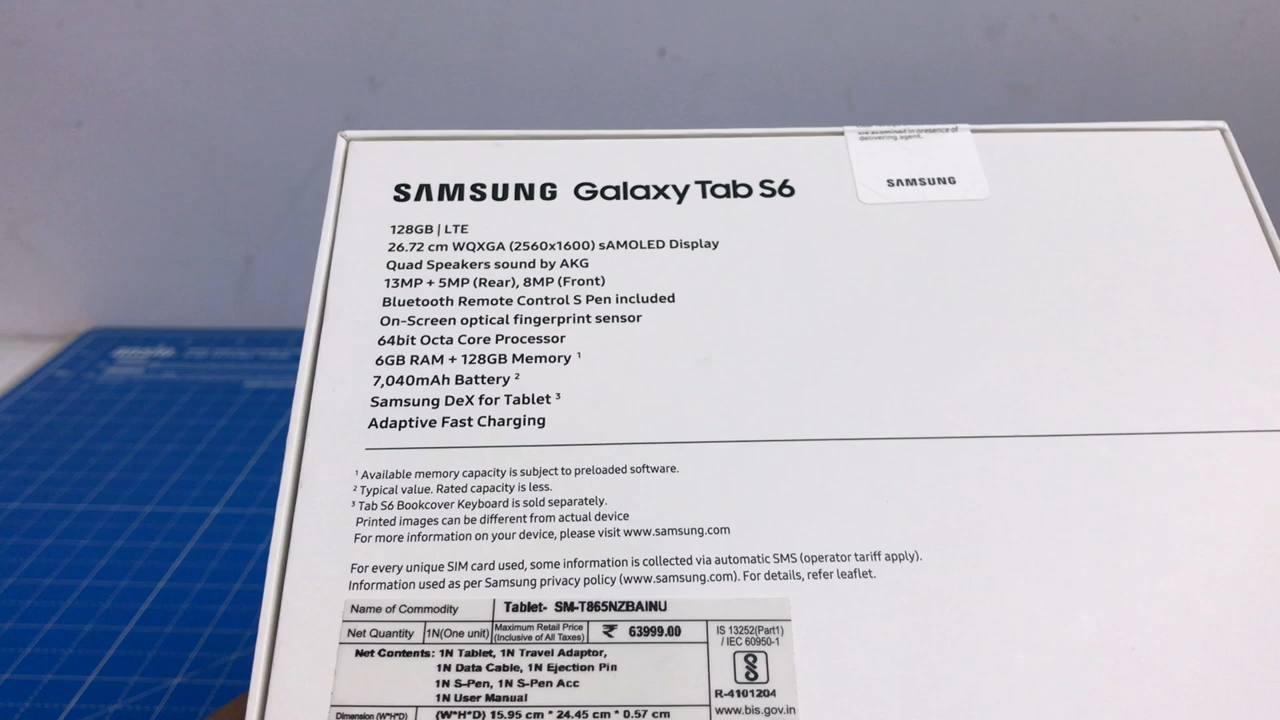 are examined in presence of
delivering agent.
SAMSUNG
SAMSUNG Galaxy Tab S6
128GB | LTE
26.72 cm WQXGA (2560x1600) sAMOLED Display
Quad Speakers sound by AKG
13MP + 5MP (Rear), 8MP (Front)
Bluetooth Remote Control S Pen included
On-Screen optical fingerprint sensor
64bit Octa Core Processor
6GB RAM + 128GB Memory ¹
7,040mAh Battery ²
Samsung DeX for Tablet ³
Adaptive Fast Charging
¹ Available memory capacity is subject to preloaded software.
² Typical value. Rated capacity is less.
³ Tab S6 Bookcover Keyboard is sold separately.
Printed images can be different from actual device
For more information on your device, please visit www.samsung.com
For every unique SIM card used, some information is collected via automatic SMS (operator tariff apply).
Information used as per Samsung privacy policy (www.samsung.com). For details, refer leaflet.
Name of Commodity Tablet- SM-T865NZBAINU
Net Quantity 1N(One unit) Maximum Retail Price (Inclusive of All Taxes) ₹ 63999.00
IS 13252(Part1)
/ IEC 60950-1
R-4101204
www.bis.gov.in
Net Contents: 1N Tablet, 1N Travel Adaptor,
1N Data Cable, 1N Ejection Pin
1N S-Pen, 1N S-Pen Acc
1N User Manual
Dimension (W*H*D) (W*H*D) 15.95 cm * 24.45 cm * 0.57 cm